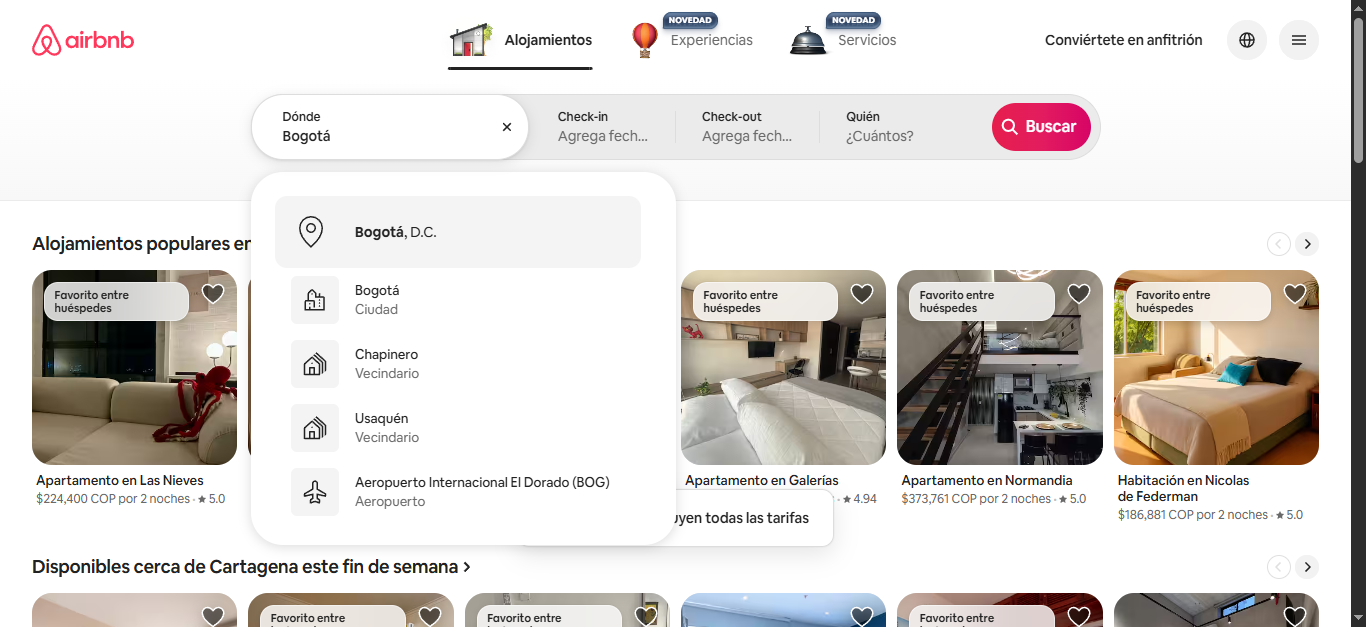 airbnb
Alojamientos
NOVEDAD
Experiencias
NOVEDAD
Servicios
Conviértete en anfitrión
Dónde
Bogotá
Check-in
Agrega fech...
Check-out
Agrega fech...
Quién
¿Cuántos?
Buscar
Bogotá, D.C.
Bogotá
Ciudad
Chapinero
Vecindario
Usaquén
Vecindario
Aeropuerto Internacional El Dorado (BOG)
Aeropuerto
Alojamientos populares
Favorito entre
huéspedes
Apartamento en Las Nieves
$224,400 COP por 2 noches · ★ 5.0
Favorito entre
huéspedes
Apartamento en Galerías
· ★ 4.94
Favorito entre
huéspedes
Apartamento en Normandia
$373,761 COP por 2 noches · ★ 5.0
Favorito entre
huéspedes
Habitación en Nicolas
de Federman
$186,881 COP por 2 noches · ★ 5.0
todas las tarifas
Disponibles cerca de Cartagena este fin de semana
Favorito entre
Favorito entre
Favorito entre